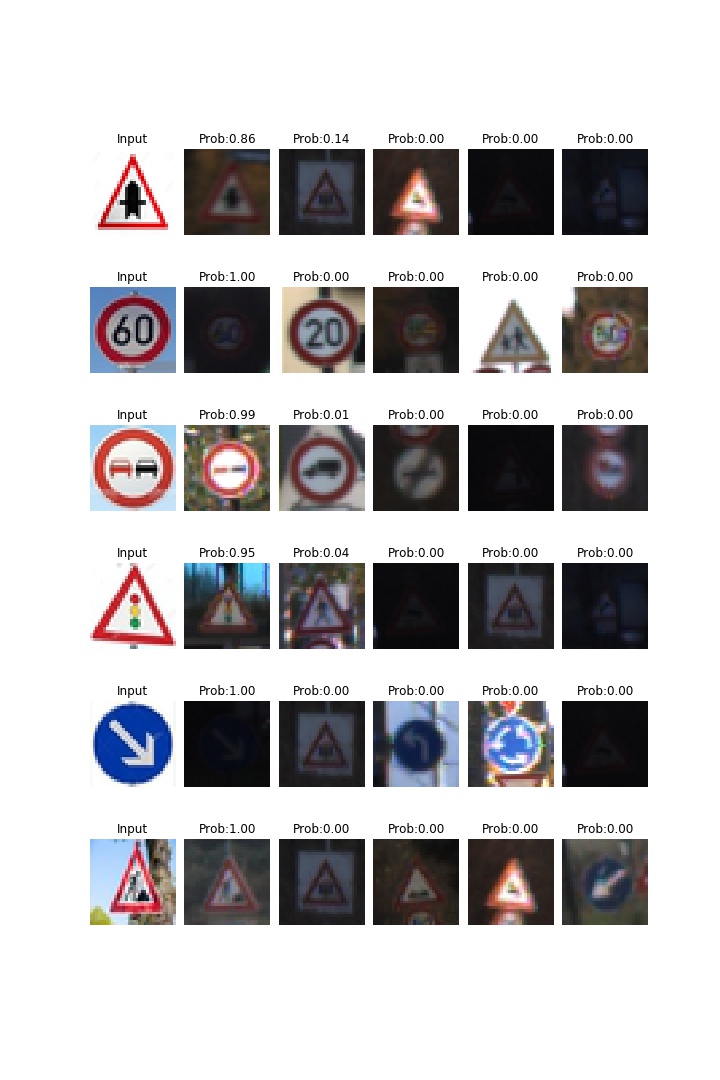 Input Prob:0.86 Prob:0.14 Prob:0.00 Prob:0.00 Prob:0.00
Input Prob:1.00 Prob:0.00 Prob:0.00 Prob:0.00 Prob:0.00
60 60 20
Input Prob:0.99 Prob:0.01 Prob:0.00 Prob:0.00 Prob:0.00
Input Prob:0.95 Prob:0.04 Prob:0.00 Prob:0.00 Prob:0.00
Input Prob:1.00 Prob:0.00 Prob:0.00 Prob:0.00 Prob:0.00
Input Prob:1.00 Prob:0.00 Prob:0.00 Prob:0.00 Prob:0.00